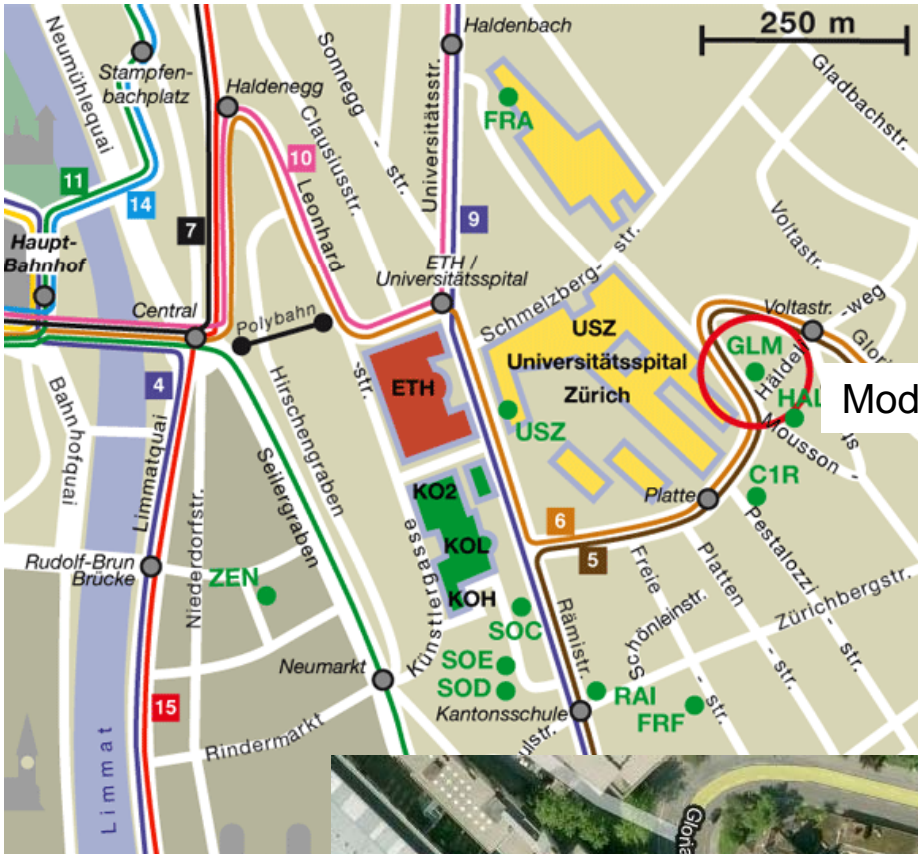 250 m
Neumühlequai
Stampfen-
bachplatz
Haldenegg
Sonnegg
-
str.
Haldenbach
Universitätsstr.
Gladbachstr.
FRA
Clausiusstr.
10
11
14
7
9
Leonhard
-str.
Voltastr.
Haupt-
Bahnhof
ETH /
Universitätsspital
Schmelzberg-
str.
Central
Polybahn
USZ
Universitätsspital
Zürich
Voltastr.
-weg
GLM
Häldeli
HAL
Mod
ETH
USZ
4
Bahnhofquai
Limmatquai
Hirschengraben
Seilergraben
Mousson
-
Platte
C1R
KO2
KOL
KOH
6
5
Niederdorfstr.
Künstlergasse
Rudolf-Brun
Brücke
ZEN
Freie
-
str.
Platten
-
str.
Pestalozzi
-
str.
Zürichbergstr.
Schönleinstr.
Rämistr.
SOC
SOE
SOD
Neumarkt
RAI
FRF
Kantonsschule
15
Rindermarkt
Limmat
Gloria